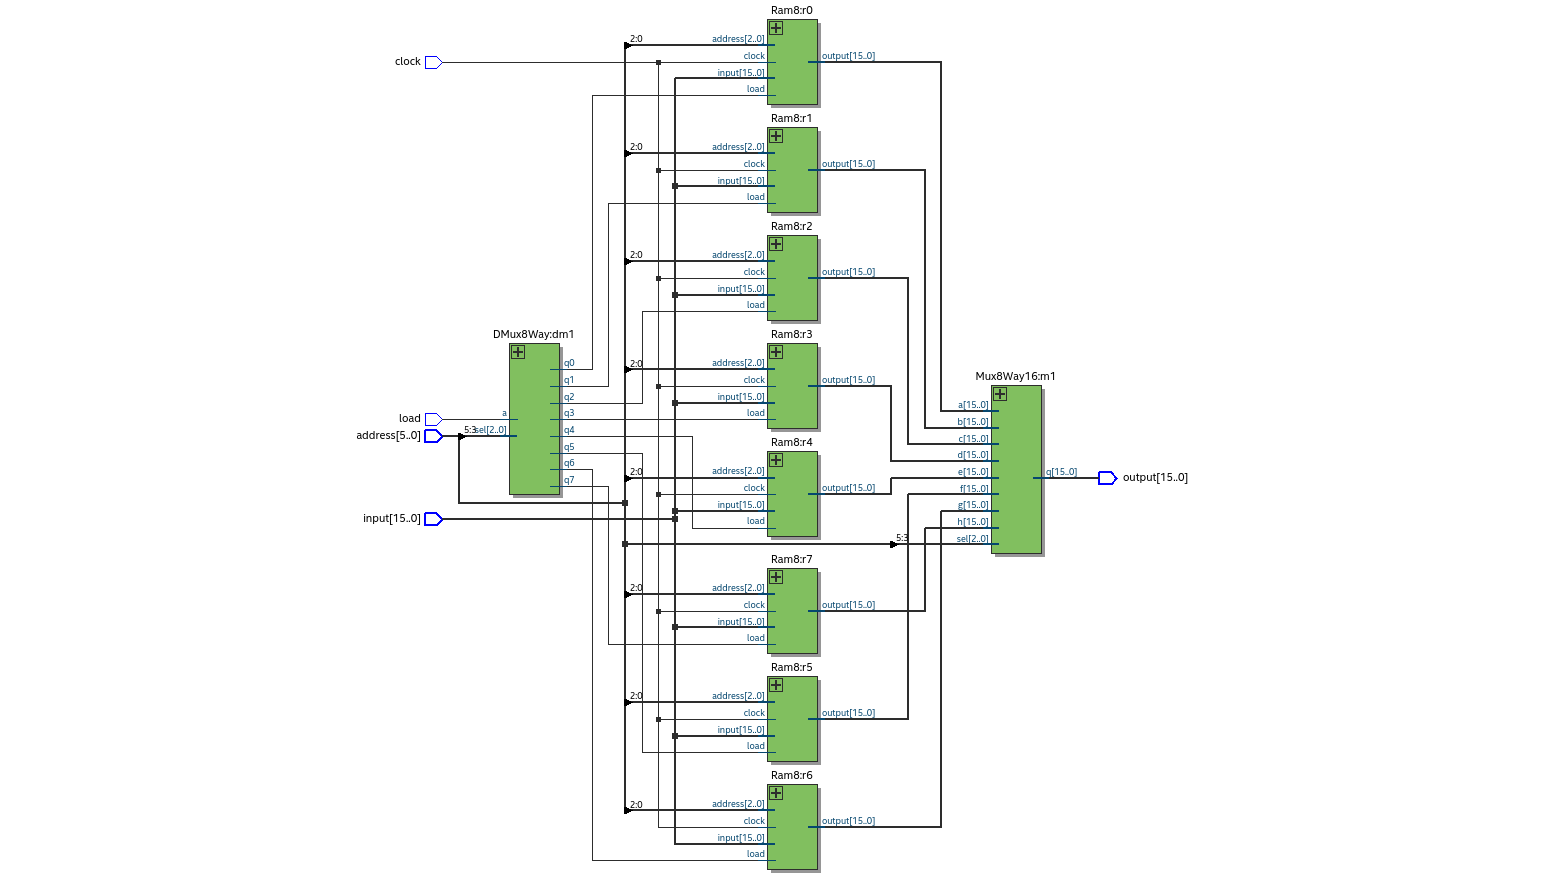 Ram8:r0
2:0 address[2..0]
clock clock output[15..0]
input[15..0]
load
Ram8:r1
2:0 address[2..0]
clock output[15..0]
input[15..0]
load
Ram8:r2
2:0 address[2..0]
clock output[15..0]
input[15..0]
load
DMux8Way:dm1 Ram8:r3
q0 2:0 address[2..0]
q1 clock output[15..0]
q2 input[15..0]
load a q3 load
address[5..0] 5:3 sel[2..0] q4
q5
q6
q7
Mux8Way16:m1
a[15..0]
b[15..0]
c[15..0]
d[15..0]
e[15..0] q[15..0] output[15..0]
f[15..0]
g[15..0]
h[15..0]
5:3 sel[2..0]
Ram8:r4
2:0 address[2..0]
clock output[15..0]
input[15..0] input[15..0]
load
Ram8:r7
2:0 address[2..0]
clock output[15..0]
input[15..0]
load
Ram8:r5
2:0 address[2..0]
clock output[15..0]
input[15..0]
load
Ram8:r6
2:0 address[2..0]
clock output[15..0]
input[15..0]
load